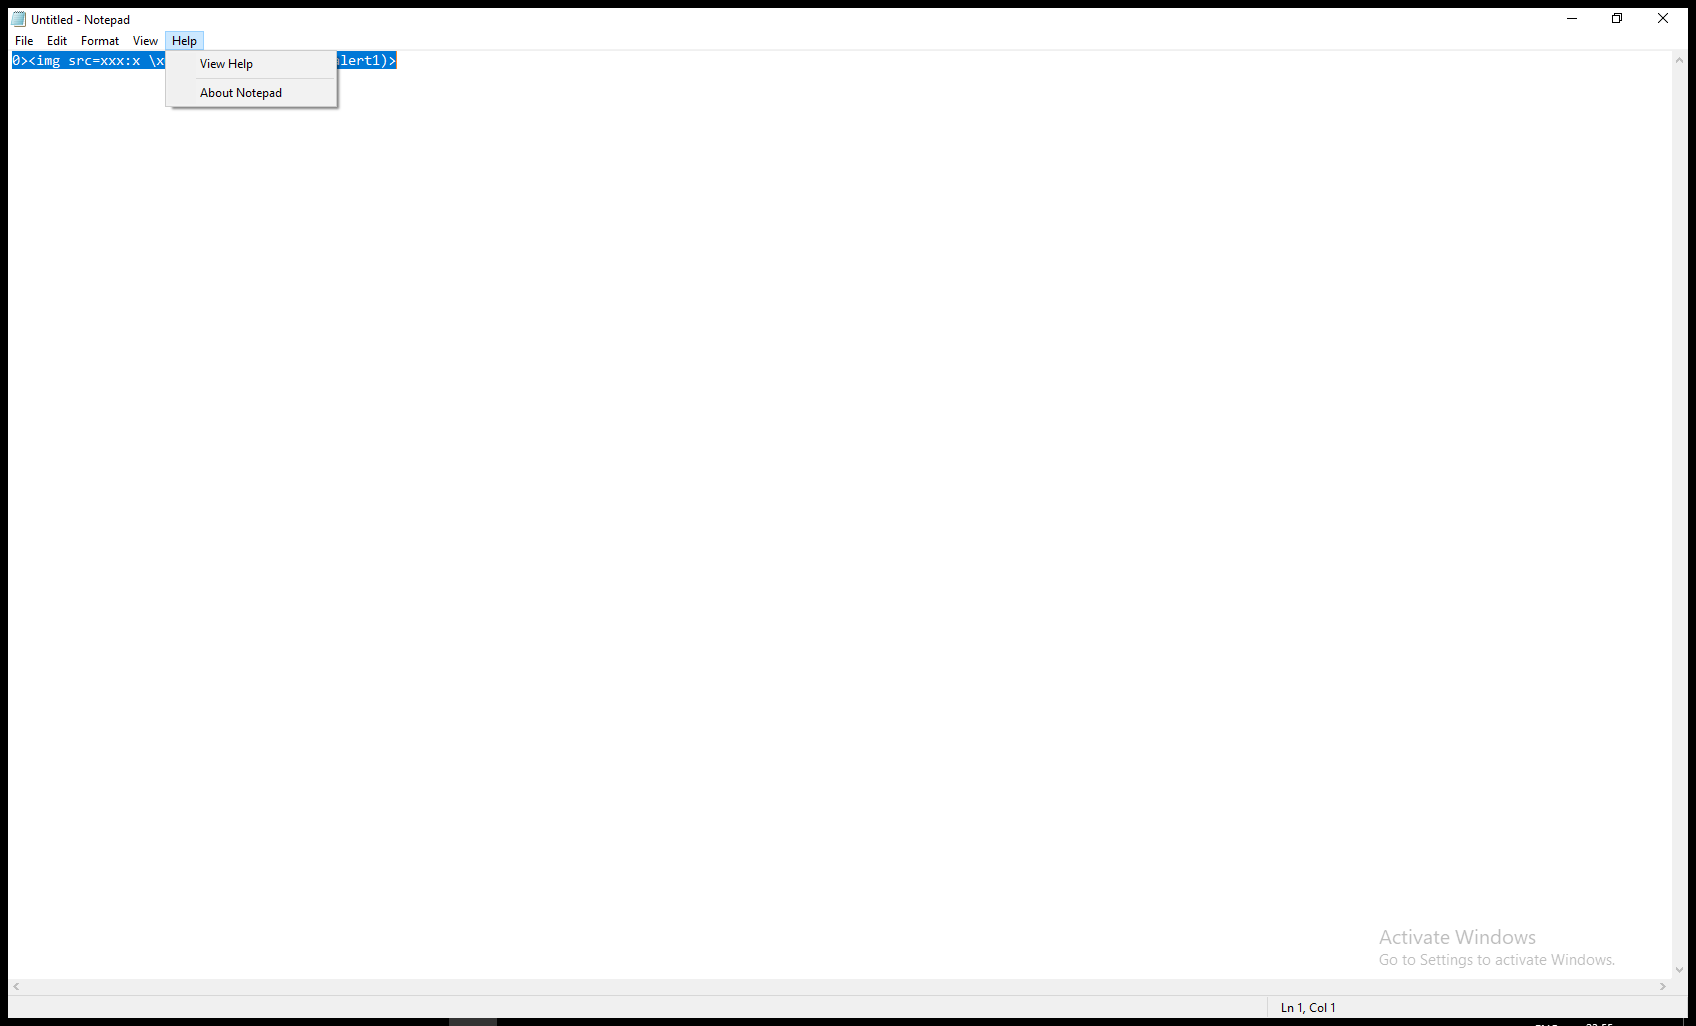 Untitled - Notepad
File Edit Format View Help
0><img src=xxx:x \x lert1)>
View Help
About Notepad
Activate Windows
Go to Settings to activate Windows.
Ln 1, Col 1